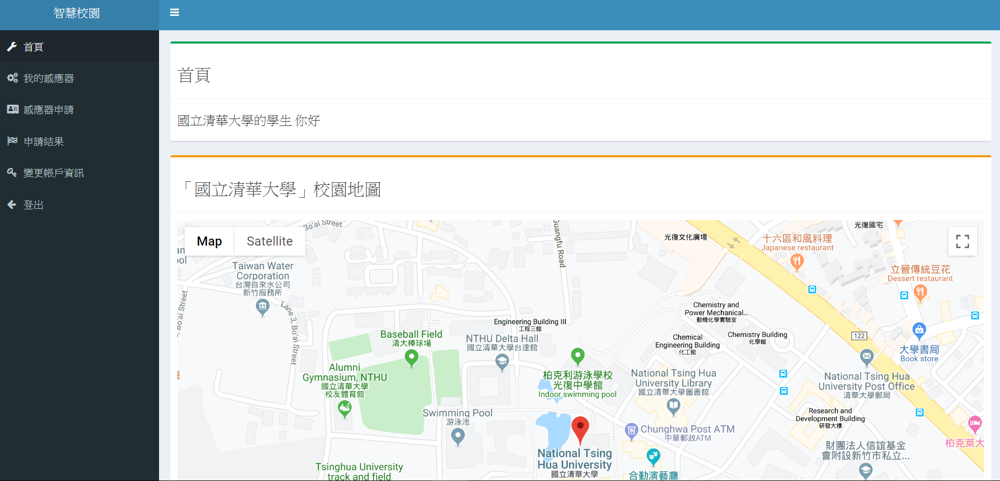 智慧校園
首頁
我的感應器
感應器申請
申請結果
變更帳戶資訊
登出
首頁
國立清華大學的學生 你好
「國立清華大學」校園地圖
Map
Satellite
Bo'ai Street
Guangfu Road
光復文化廣場
光復國宅
十六區和風料理
Japanese restaurant
立晉傳統豆花
Dessert restaurant
Taiwan Water
Corporation
台灣自來水公司
新竹服務所
Bo'ai Street
Lane 3, Bo'ai Street
Engineering Building III
工程三館
Chemistry and
Power Mechanical...
動機化學實驗室
Baseball Field
清大棒球場
NTHU Delta Hall
國立清華大學台達館
Chemical
Engineering Building
化工館
Chemistry Building
化學館
122
大學書局
Book store
Alumni
Gymnasium, NTHU
國立清華大學
校友體育館
柏克利游泳學校
光復中學館
Indoor swimming pool
National Tsing Hua
University Library
國立清華大學圖書館
National Tsing Hua
University Post Office
清華大學郵局
Swimming Pool
游泳池
Research and
Development Building
研發大樓
Chunghwa Post ATM
中華郵政ATM
柏克萊大
財團法人信誼基金
會附設新竹市私立...
National Tsing
Hua University
國立清華大學
Tsinghua University
track and field
合勤演藝廳